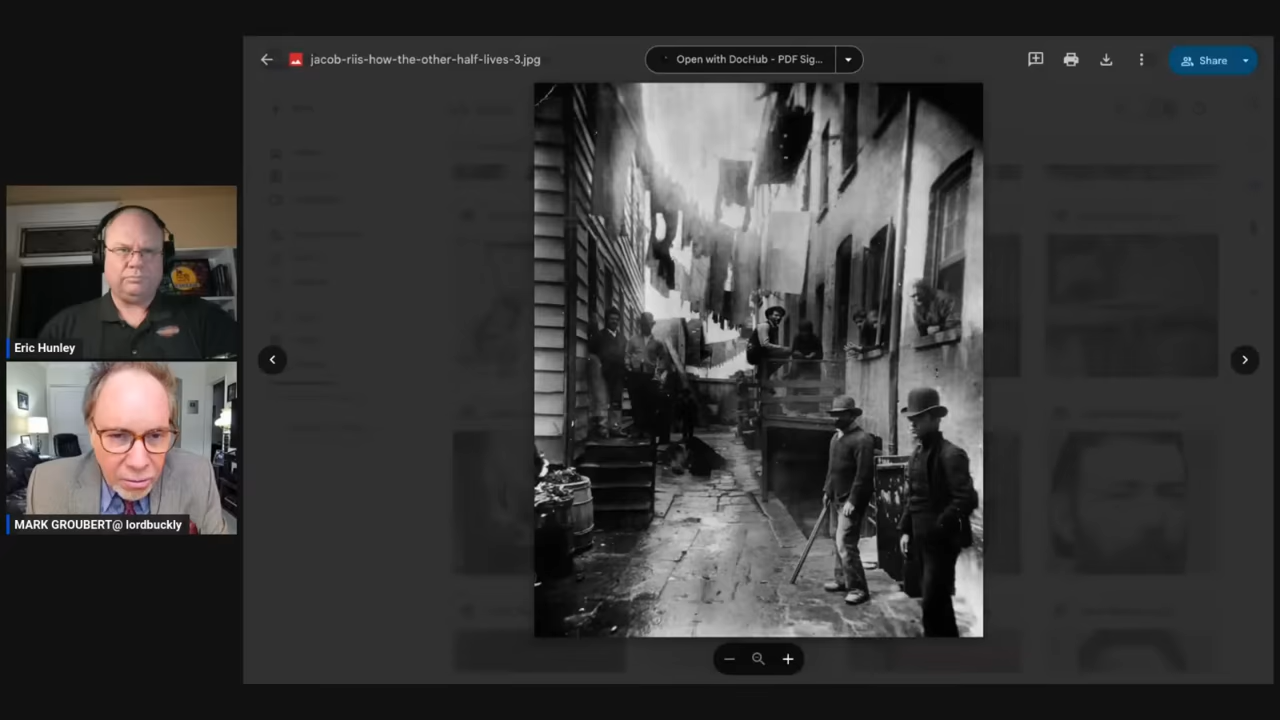 jacob-riis-how-the-other-half-lives-3.jpg
Open with DocHub - PDF Sig...
Share
Eric Hunley
MARK GROUBERT@ lordbuckly